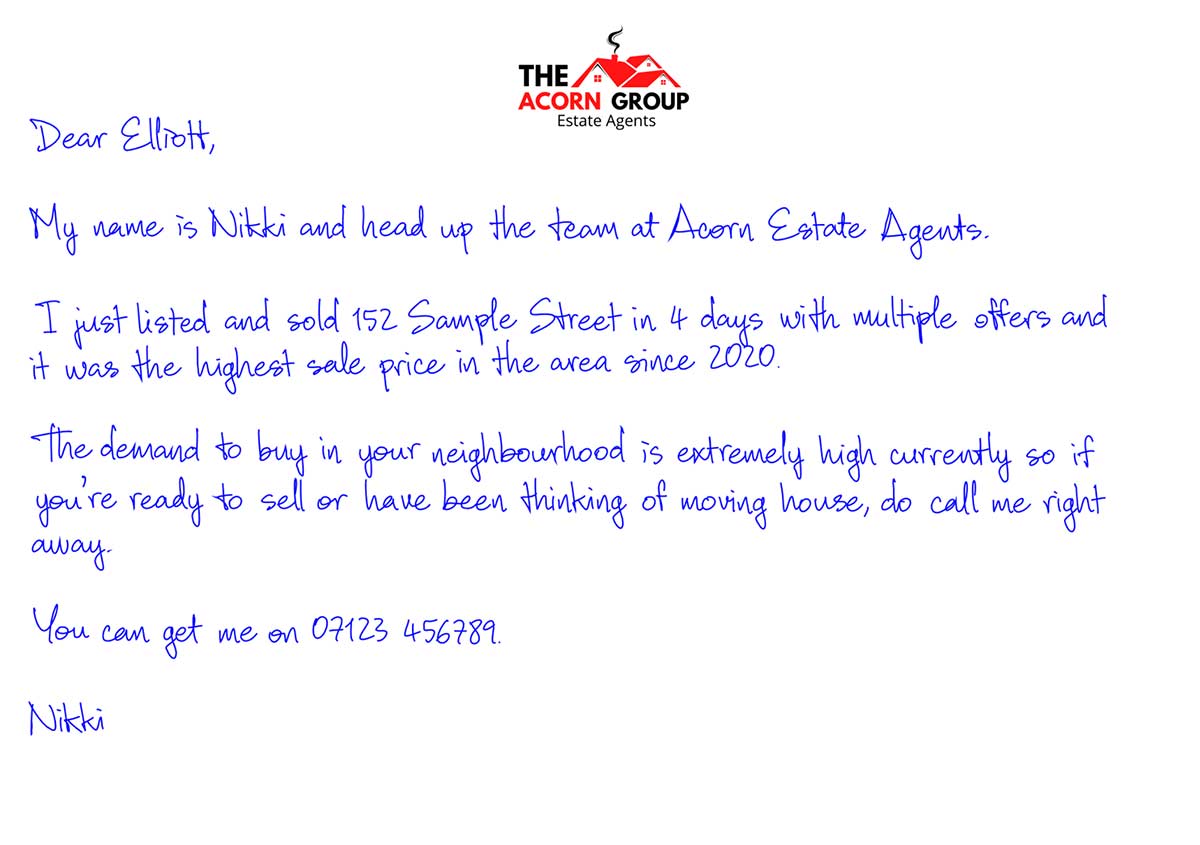 THE
ACORN GROUP
Estate Agents
Dear Elliott,
My name is Nikki and head up the team at Acorn Estate Agents.
I just listed and sold 152 Sample Street in 4 days with multiple offers and
it was the highest sale price in the area since 2020.
The demand to buy in your neighbourhood is extremely high currently so if
you're ready to sell or have been thinking of moving house, do call me right
away.
You can get me on 07123 456789.
Nikki